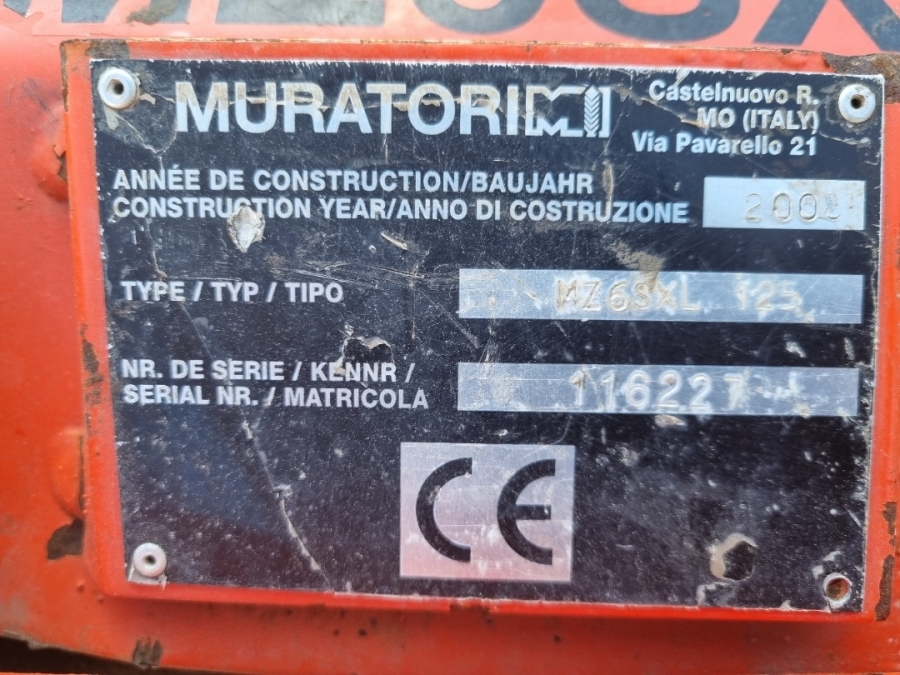 MURATORI
Castelnuovo R.
MO (ITALY)
Via Pavarello 21
ANNÉE DE CONSTRUCTION/BAUJAHR
CONSTRUCTION YEAR/ANNO DI COSTRUZIONE
TYPE / TYP / TIPO
MZ6SXL 125
NR. DE SERIE / KENNR /
SERIAL NR. / MATRICOLA
116227
CE